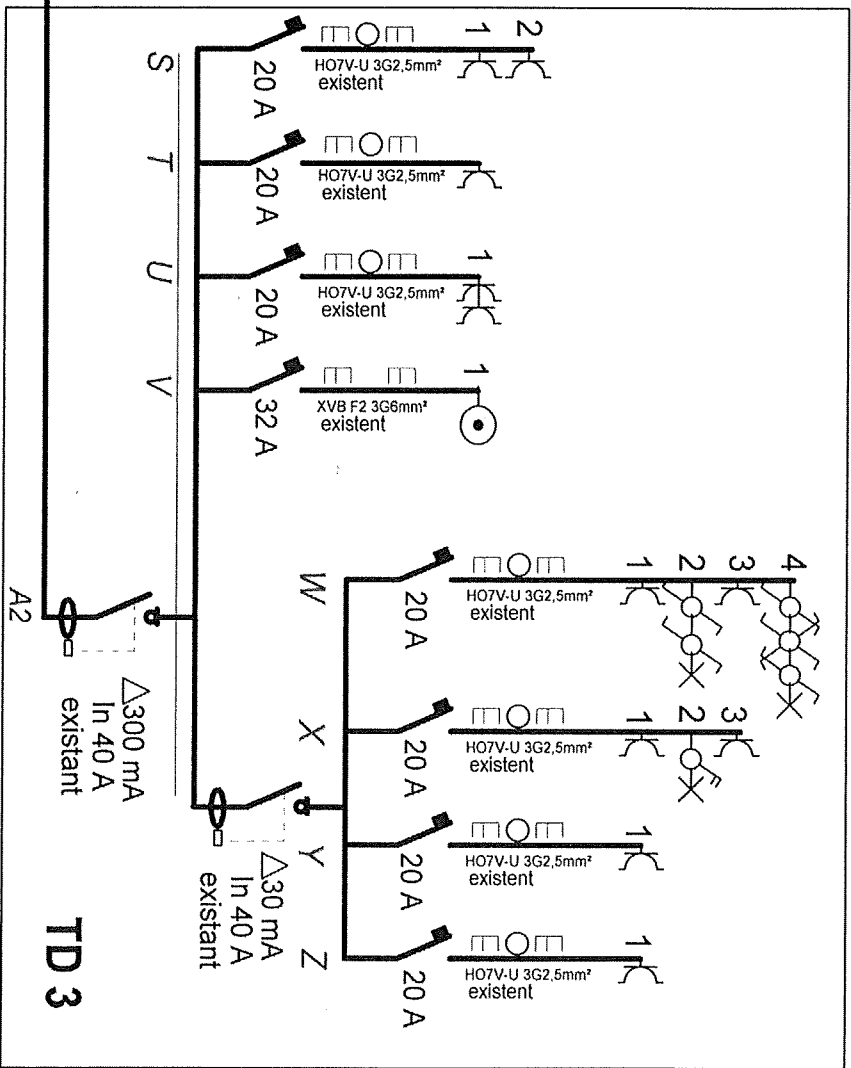 1 2
HO7V-U 3G2,5mm²
existent
20 A
S
HO7V-U 3G2,5mm²
existent
20 A
T
1
HO7V-U 3G2,5mm²
existent
20 A
U
1
XVB F2 3G6mm²
existent
32 A
V
1 2 3 4
HO7V-U 3G2,5mm²
existent
20 A
W
1 2 3
HO7V-U 3G2,5mm²
existent
20 A
X
1
HO7V-U 3G2,5mm²
existent
20 A
Y
1
HO7V-U 3G2,5mm²
existent
20 A
Z
A2
△300 mA
In 40 A
existant
△30 mA
In 40 A
existant
TD 3